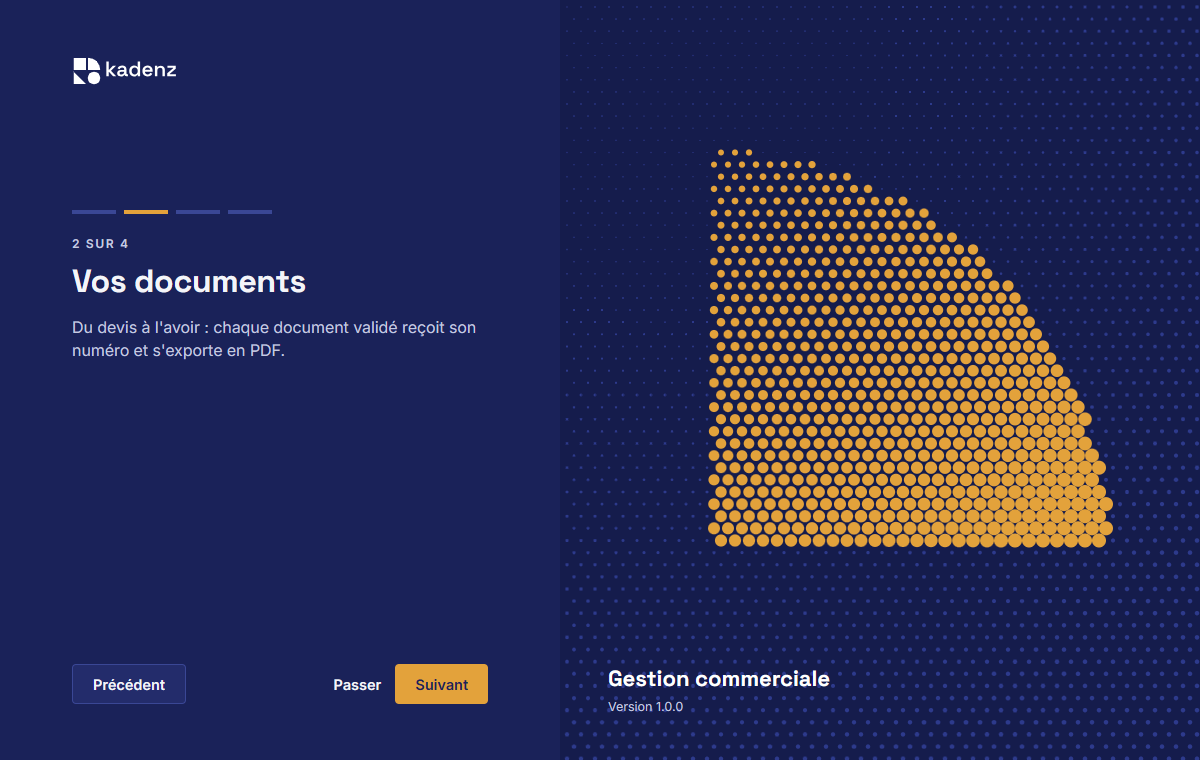 kadenz
2 SUR 4
Vos documents
Du devis à l'avoir : chaque document validé reçoit son
numéro et s'exporte en PDF.
Précédent
Passer
Suivant
Gestion commerciale
Version 1.0.0